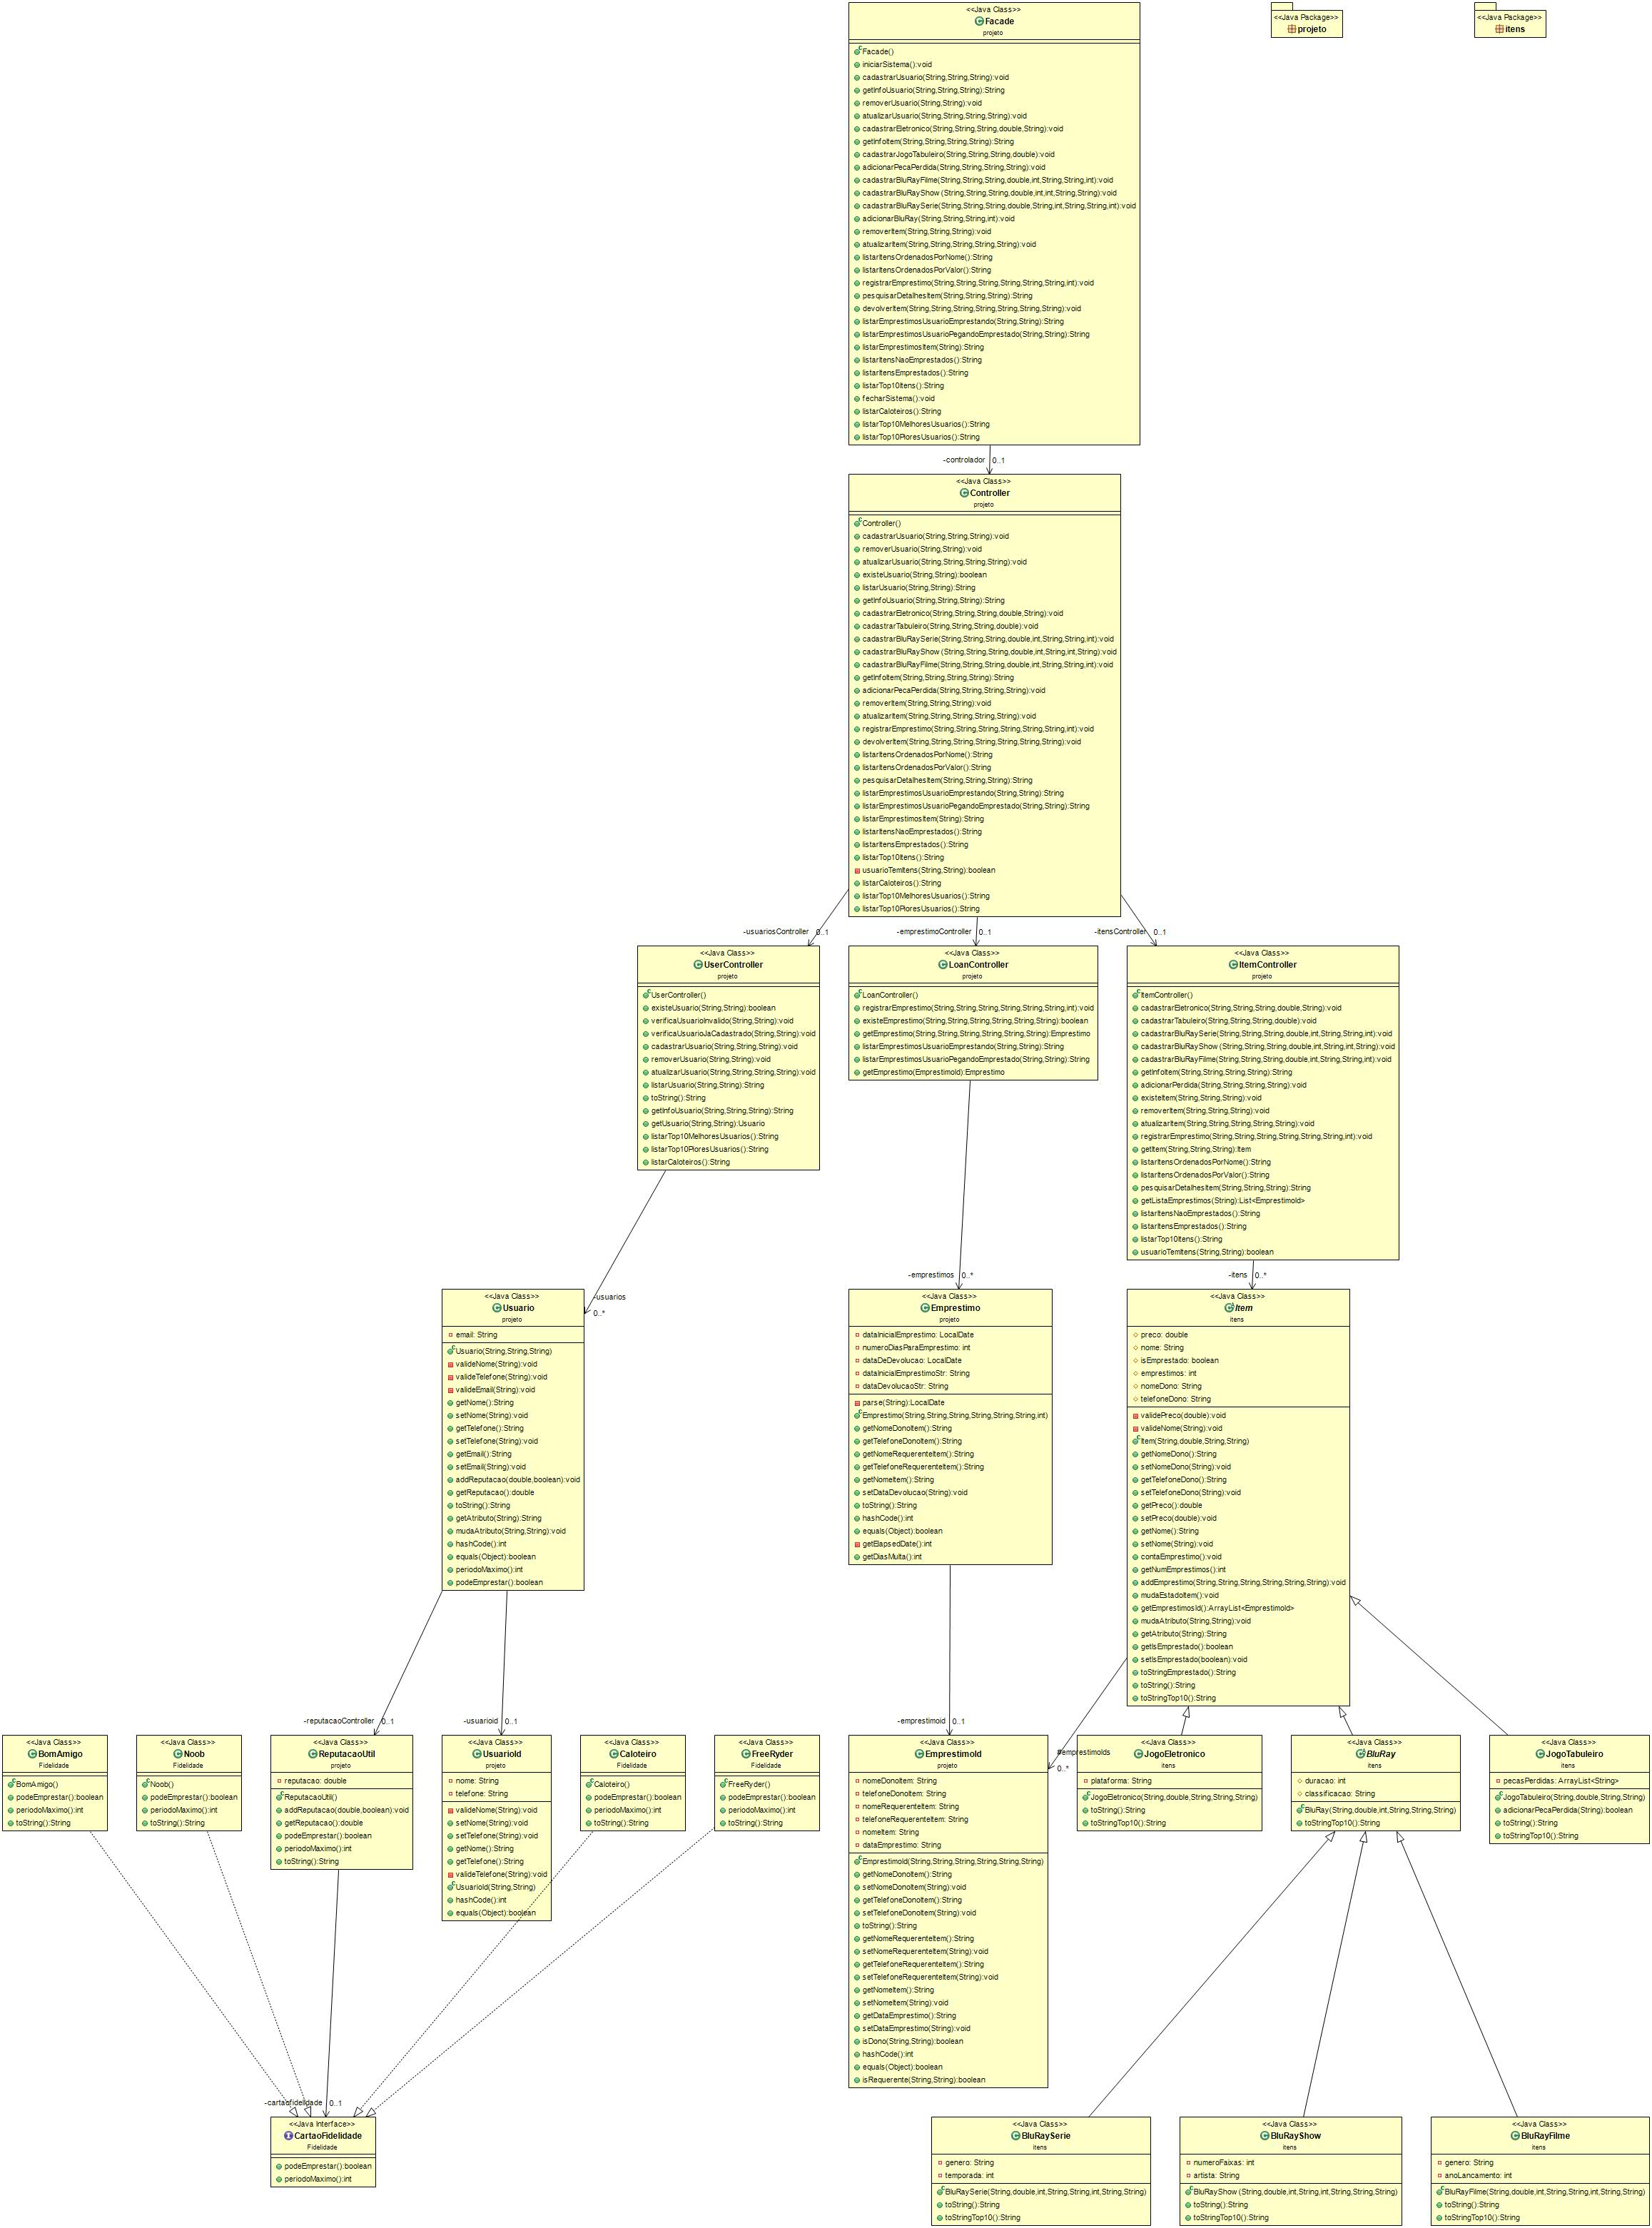 <<Java Class>>
Facade
projeto
Facade()
iniciarSistema():void
cadastrarUsuario(String,String,String):void
getInfoUsuario(String,String,String):String
removerUsuario(String,String):void
atualizarUsuario(String,String,String,String):void
cadastrarEletronico(String,String,String,double,String):void
getInfoItem(String,String,String,String):String
cadastrarJogoTabuleiro(String,String,String,double):void
adicionarPecaPerdida(String,String,String,String):void
cadastrarBluRayFilme(String,String,String,double,int,String,String,int):void
cadastrarBluRayShow (String,String,String,double,int,int,String,String):void
cadastrarBluRaySerie(String,String,String,double,String,int,String,String,int):void
adicionarBluRay(String,String,String,int):void
removerItem(String,String,String):void
atualizarItem(String,String,String,String,String):void
listarItensOrdenadosPorNome():String
listarItensOrdenadosPorValor():String
registrarEmprestimo(String,String,String,String,String,String,int):void
pesquisarDetalhesItem(String,String,String):String
devolverItem(String,String,String,String,String,String,String):void
listarEmprestimosUsuarioEmprestando(String,String):String
listarEmprestimosUsuarioPegandoEmprestado(String,String):String
listarEmprestimosItem(String):String
listarItensNaoEmprestados():String
listarItensEmprestados():String
listarTop10Itens():String
fecharSistema():void
listarCaloteiros():String
listarTop10MelhoresUsuarios():String
listarTop10PioresUsuarios():String
<<Java Package>>
projeto
<<Java Package>>
itens
-controlador 0..1
<<Java Class>>
Controller
projeto
Controller()
cadastrarUsuario(String,String,String):void
removerUsuario(String,String):void
atualizarUsuario(String,String,String,String):void
existeUsuario(String,String):boolean
listarUsuario(String,String):String
getInfoUsuario(String,String,String):String
cadastrarEletronico(String,String,String,double,String):void
cadastrarTabuleiro(String,String,String,double):void
cadastrarBluRaySerie(String,String,String,double,int,String,String,int):void
cadastrarBluRayShow (String,String,String,double,int,String,int,String):void
cadastrarBluRayFilme(String,String,String,double,int,String,String,int):void
getInfoItem(String,String,String,String):String
adicionarPecaPerdida(String,String,String,String):void
removerItem(String,String,String):void
atualizarItem(String,String,String,String,String):void
registrarEmprestimo(String,String,String,String,String,String,int):void
devolverItem(String,String,String,String,String,String,String):void
listarItensOrdenadosPorNome():String
listarItensOrdenadosPorValor():String
pesquisarDetalhesItem(String,String,String):String
listarEmprestimosUsuarioEmprestando(String,String):String
listarEmprestimosUsuarioPegandoEmprestado(String,String):String
listarEmprestimosItem(String):String
listarItensNaoEmprestados():String
listarItensEmprestados():String
listarTop10Itens():String
usuarioTemItens(String,String):boolean
listarCaloteiros():String
listarTop10MelhoresUsuarios():String
listarTop10PioresUsuarios():String
-usuariosController 0..1
-emprestimoController 0..1
-itensController 0..1
<<Java Class>>
UserController
projeto
UserController()
existeUsuario(String,String):boolean
verificaUsuarioInvalido(String,String):void
verificaUsuarioJaCadastrado(String,String):void
cadastrarUsuario(String,String,String):void
removerUsuario(String,String):void
atualizarUsuario(String,String,String,String):void
listarUsuario(String,String):String
toString():String
getInfoUsuario(String,String,String):String
getUsuario(String,String):Usuario
listarTop10MelhoresUsuarios():String
listarTop10PioresUsuarios():String
listarCaloteiros():String
<<Java Class>>
LoanController
projeto
LoanController()
registrarEmprestimo(String,String,String,String,String,String,int):void
existeEmprestimo(String,String,String,String,String,String):boolean
getEmprestimo(String,String,String,String,String,String):Emprestimo
listarEmprestimosUsuarioEmprestando(String,String):String
listarEmprestimosUsuarioPegandoEmprestado(String,String):String
getEmprestimo(EmprestimoId):Emprestimo
<<Java Class>>
ItemController
projeto
ItemController()
cadastrarEletronico(String,String,String,double,String):void
cadastrarTabuleiro(String,String,String,double):void
cadastrarBluRaySerie(String,String,String,double,int,String,String,int):void
cadastrarBluRayShow (String,String,String,double,int,String,int,String):void
cadastrarBluRayFilme(String,String,String,double,int,String,String,int):void
getInfoItem(String,String,String,String):String
adicionarPerdida(String,String,String,String):void
existeItem(String,String,String):void
removerItem(String,String,String):void
atualizarItem(String,String,String,String,String):void
registrarEmprestimo(String,String,String,String,String,String,int):void
getItem(String,String,String):Item
listarItensOrdenadosPorNome():String
listarItensOrdenadosPorValor():String
pesquisarDetalhesItem(String,String,String):String
getListaEmprestimos(String):List<EmprestimoId>
listarItensNaoEmprestados():String
listarItensEmprestados():String
listarTop10Itens():String
usuarioTemItens(String,String):boolean
-usuarios
0..*
-emprestimos 0..*
-itens 0..*
<<Java Class>>
Usuario
projeto
email: String
Usuario(String,String,String)
valideNome(String):void
valideTelefone(String):void
valideEmail(String):void
getNome():String
setNome(String):void
getTelefone():String
setTelefone(String):void
getEmail():String
setEmail(String):void
addReputacao(double,boolean):void
getReputacao():double
toString():String
getAtributo(String):String
mudaAtributo(String,String):void
hashCode():int
equals(Object):boolean
periodoMaximo():int
podeEmprestar():boolean
<<Java Class>>
Emprestimo
projeto
dataInicialEmprestimo: LocalDate
numeroDiasParaEmprestimo: int
dataDeDevolucao: LocalDate
dataInicialEmprestimoStr: String
dataDevolucaoStr: String
parse(String):LocalDate
Emprestimo(String,String,String,String,String,String,int)
getNomeDonoItem():String
getTelefoneDonoItem():String
getNomeRequerenteItem():String
getTelefoneRequerenteItem():String
getNomeItem():String
setDataDevolucao(String):void
toString():String
hashCode():int
equals(Object):boolean
getElapsedDate():int
getDiasMulta():int
<<Java Class>>
Item
itens
preco: double
nome: String
isEmprestado: boolean
emprestimos: int
nomeDono: String
telefoneDono: String
validePreco(double):void
valideNome(String):void
Item(String,double,String,String)
getNomeDono():String
setNomeDono(String):void
getTelefoneDono():String
setTelefoneDono(String):void
getPreco():double
setPreco(double):void
getNome():String
setNome(String):void
contaEmprestimo():void
getNumEmprestimos():int
addEmprestimo(String,String,String,String,String,String):void
mudaEstadoItem():void
getEmprestimosId():ArrayList<EmprestimoId>
mudaAtributo(String,String):void
getAtributo(String):String
getIsEmprestado():boolean
setIsEmprestado(boolean):void
toStringEmprestado():String
toString():String
toStringTop10():String
-reputacaoController 0..1
-usuarioid 0..1
-emprestimoid 0..1
#emprestimoIds
0..*
<<Java Class>>
BomAmigo
Fidelidade
BomAmigo()
podeEmprestar():boolean
periodoMaximo():int
toString():String
<<Java Class>>
Noob
Fidelidade
Noob()
podeEmprestar():boolean
periodoMaximo():int
toString():String
<<Java Class>>
ReputacaoUtil
projeto
reputacao: double
ReputacaoUtil()
addReputacao(double,boolean):void
getReputacao():double
podeEmprestar():boolean
periodoMaximo():int
toString():String
<<Java Class>>
UsuarioId
projeto
nome: String
telefone: String
valideNome(String):void
setNome(String):void
setTelefone(String):void
getNome():String
getTelefone():String
valideTelefone(String):void
UsuarioId(String,String)
hashCode():int
equals(Object):boolean
<<Java Class>>
Caloteiro
Fidelidade
Caloteiro()
podeEmprestar():boolean
periodoMaximo():int
toString():String
<<Java Class>>
FreeRyder
Fidelidade
FreeRyder()
podeEmprestar():boolean
periodoMaximo():int
toString():String
<<Java Class>>
EmprestimoId
projeto
nomeDonoItem: String
telefoneDonoItem: String
nomeRequerenteItem: String
telefoneRequerenteItem: String
nomeItem: String
dataEmprestimo: String
EmprestimoId(String,String,String,String,String,String)
getNomeDonoItem():String
setNomeDonoItem(String):void
getTelefoneDonoItem():String
setTelefoneDonoItem(String):void
toString():String
getNomeRequerenteItem():String
setNomeRequerenteItem(String):void
getTelefoneRequerenteItem():String
setTelefoneRequerenteItem(String):void
getNomeItem():String
setNomeItem(String):void
getDataEmprestimo():String
setDataEmprestimo(String):void
isDono(String,String):boolean
hashCode():int
equals(Object):boolean
isRequerente(String,String):boolean
<<Java Class>>
JogoEletronico
itens
plataforma: String
JogoEletronico(String,double,String,String,String)
toString():String
toStringTop10():String
<<Java Class>>
BluRay
itens
duracao: int
classificacao: String
BluRay(String,double,int,String,String,String)
toStringTop10():String
<<Java Class>>
JogoTabuleiro
itens
pecasPerdidas: ArrayList<String>
JogoTabuleiro(String,double,String,String)
adicionarPecaPerdida(String):boolean
toString():String
toStringTop10():String
-cartaofidelidade 0..1
<<Java Interface>>
CartaoFidelidade
Fidelidade
podeEmprestar():boolean
periodoMaximo():int
<<Java Class>>
BluRaySerie
itens
genero: String
temporada: int
BluRaySerie(String,double,int,String,String,int,String,String)
toString():String
toStringTop10():String
<<Java Class>>
BluRayShow
itens
numeroFaixas: int
artista: String
BluRayShow (String,double,int,String,int,String,String,String)
toString():String
toStringTop10():String
<<Java Class>>
BluRayFilme
itens
genero: String
anoLancamento: int
BluRayFilme(String,double,int,String,String,int,String,String)
toString():String
toStringTop10():String